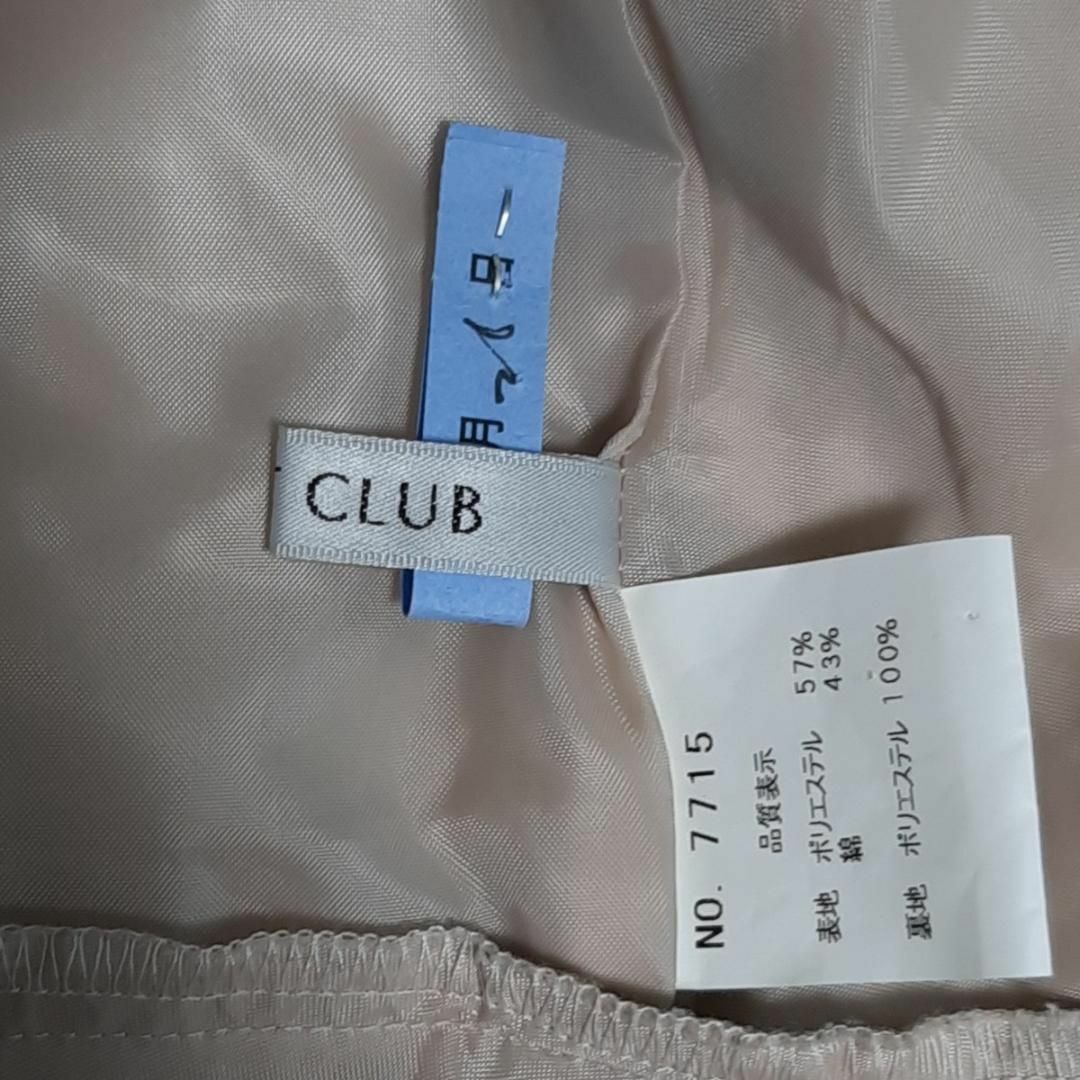 CLUB
月
NO. 7715
品質表示
表地 ポリエステル 57%
綿 43%
裏地 ポリエステル 100%